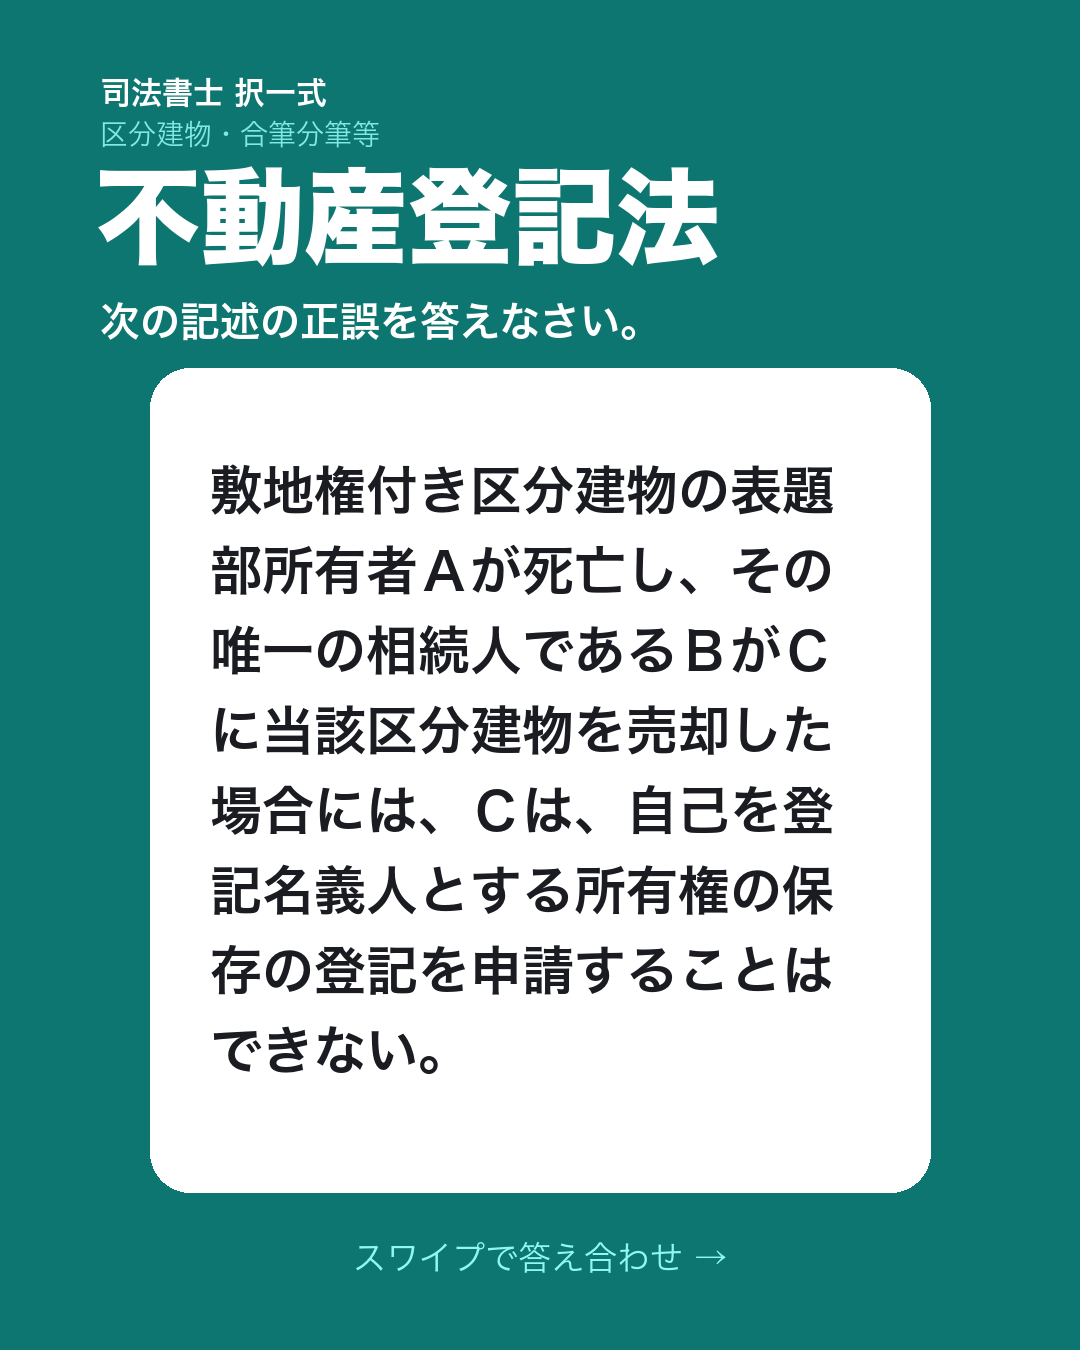 司法書士 択一式
区分建物・合筆分筆等
不動産登記法
次の記述の正誤を答えなさい。
敷地権付き区分建物の表題
部所有者Ａが死亡し、その
唯一の相続人であるＢがＣ
に当該区分建物を売却した
場合には、Ｃは、自己を登
記名義人とする所有権の保
存の登記を申請することは
できない。
スワイプで答え合わせ →